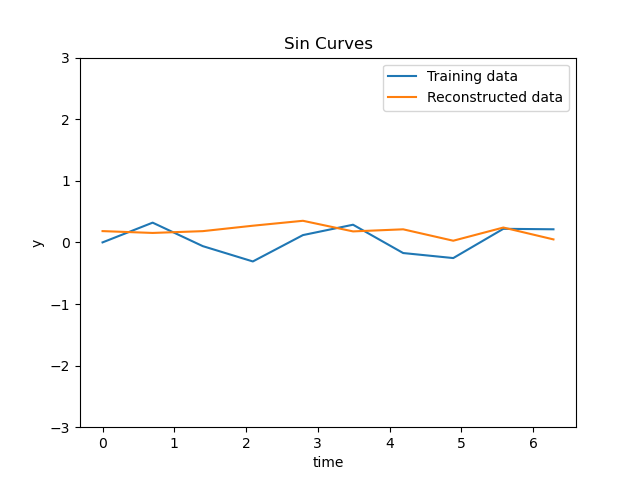 Sin Curves
Training data
Reconstructed data
3
2
1
0
−1
−2
−3
y
0 1 2 3 4 5 6
time